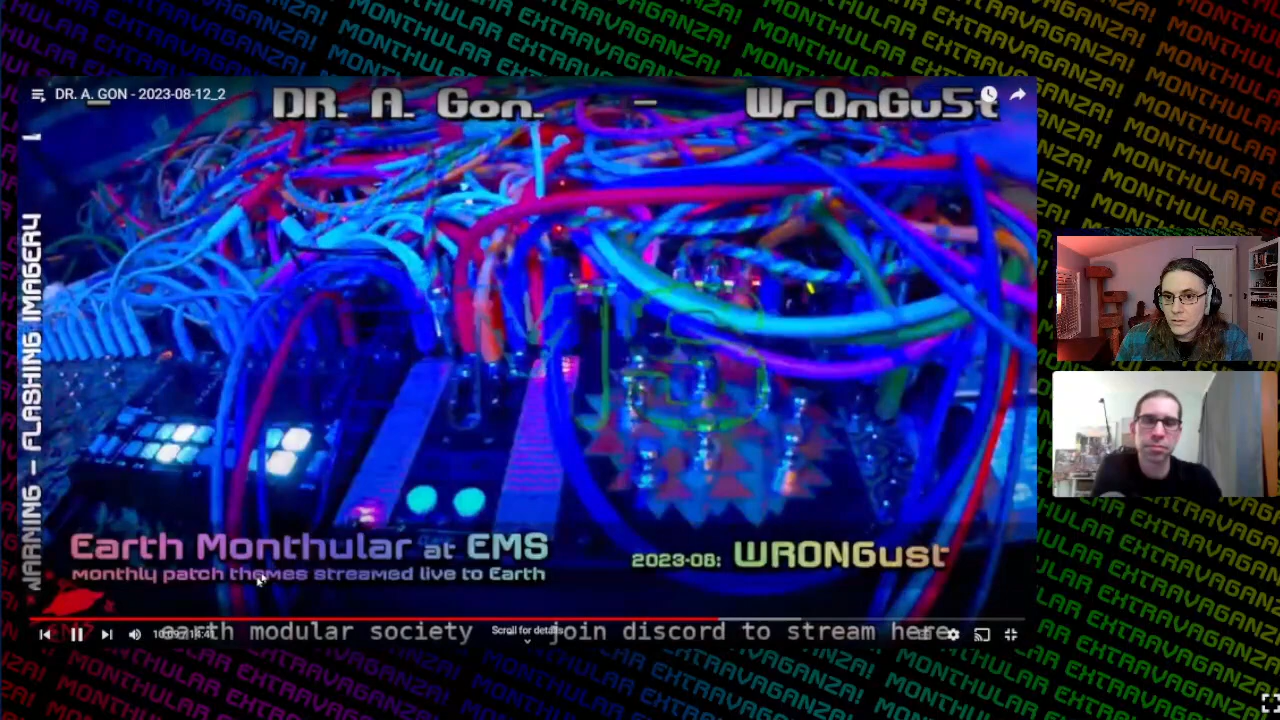 DR. A. GON - 2023-08-12_2
DR. A. Gon. - WrOnGu5t
WARNING - FLASHING IMAGERY
Earth Monthular at EMS
monthly patch themes streamed live to Earth
2023-08: WRONGust
Scroll for details
earth modular society
join discord to stream here
MONTHULAR EXTRAVAGANZA!